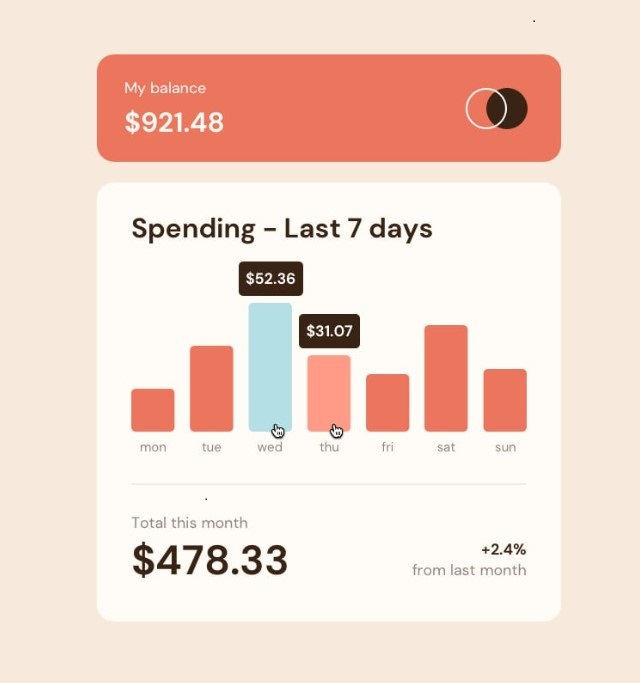 My balance
$921.48
Spending - Last 7 days
$52.36
$31.07
mon tue wed thu fri sat sun
Total this month
$478.33
+2.4%
from last month